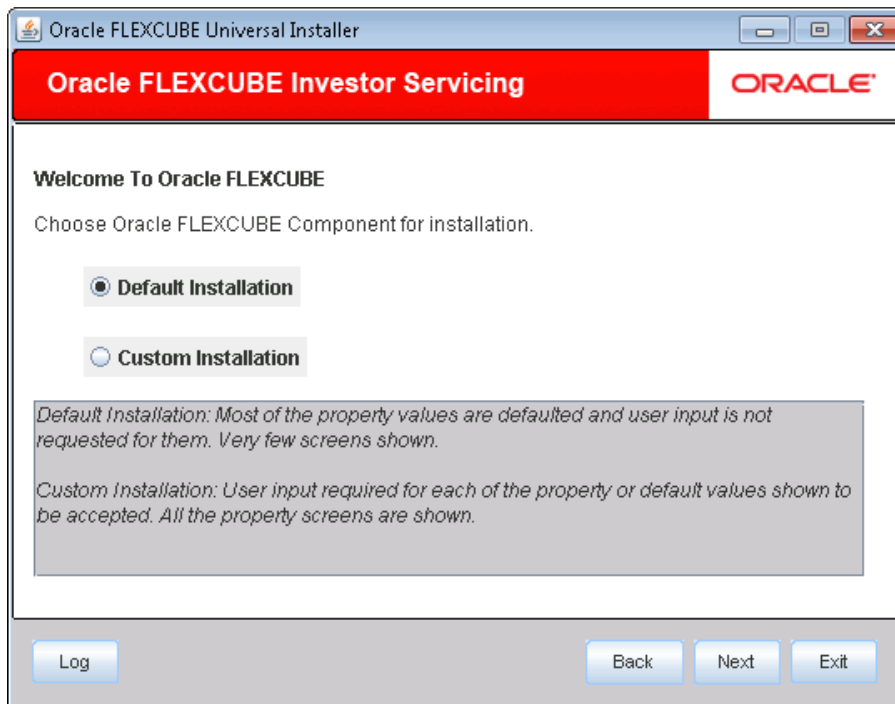 Oracle FLEXCUBE Universal Installer
Oracle FLEXCUBE Investor Servicing
ORACLE
Welcome To Oracle FLEXCUBE
Choose Oracle FLEXCUBE Component for installation.
Default Installation
Custom Installation
Default Installation: Most of the property values are defaulted and user input is not
requested for them. Very few screens shown.
Custom Installation: User input required for each of the property or default values shown to
be accepted. All the property screens are shown.
Log
Back
Next
Exit